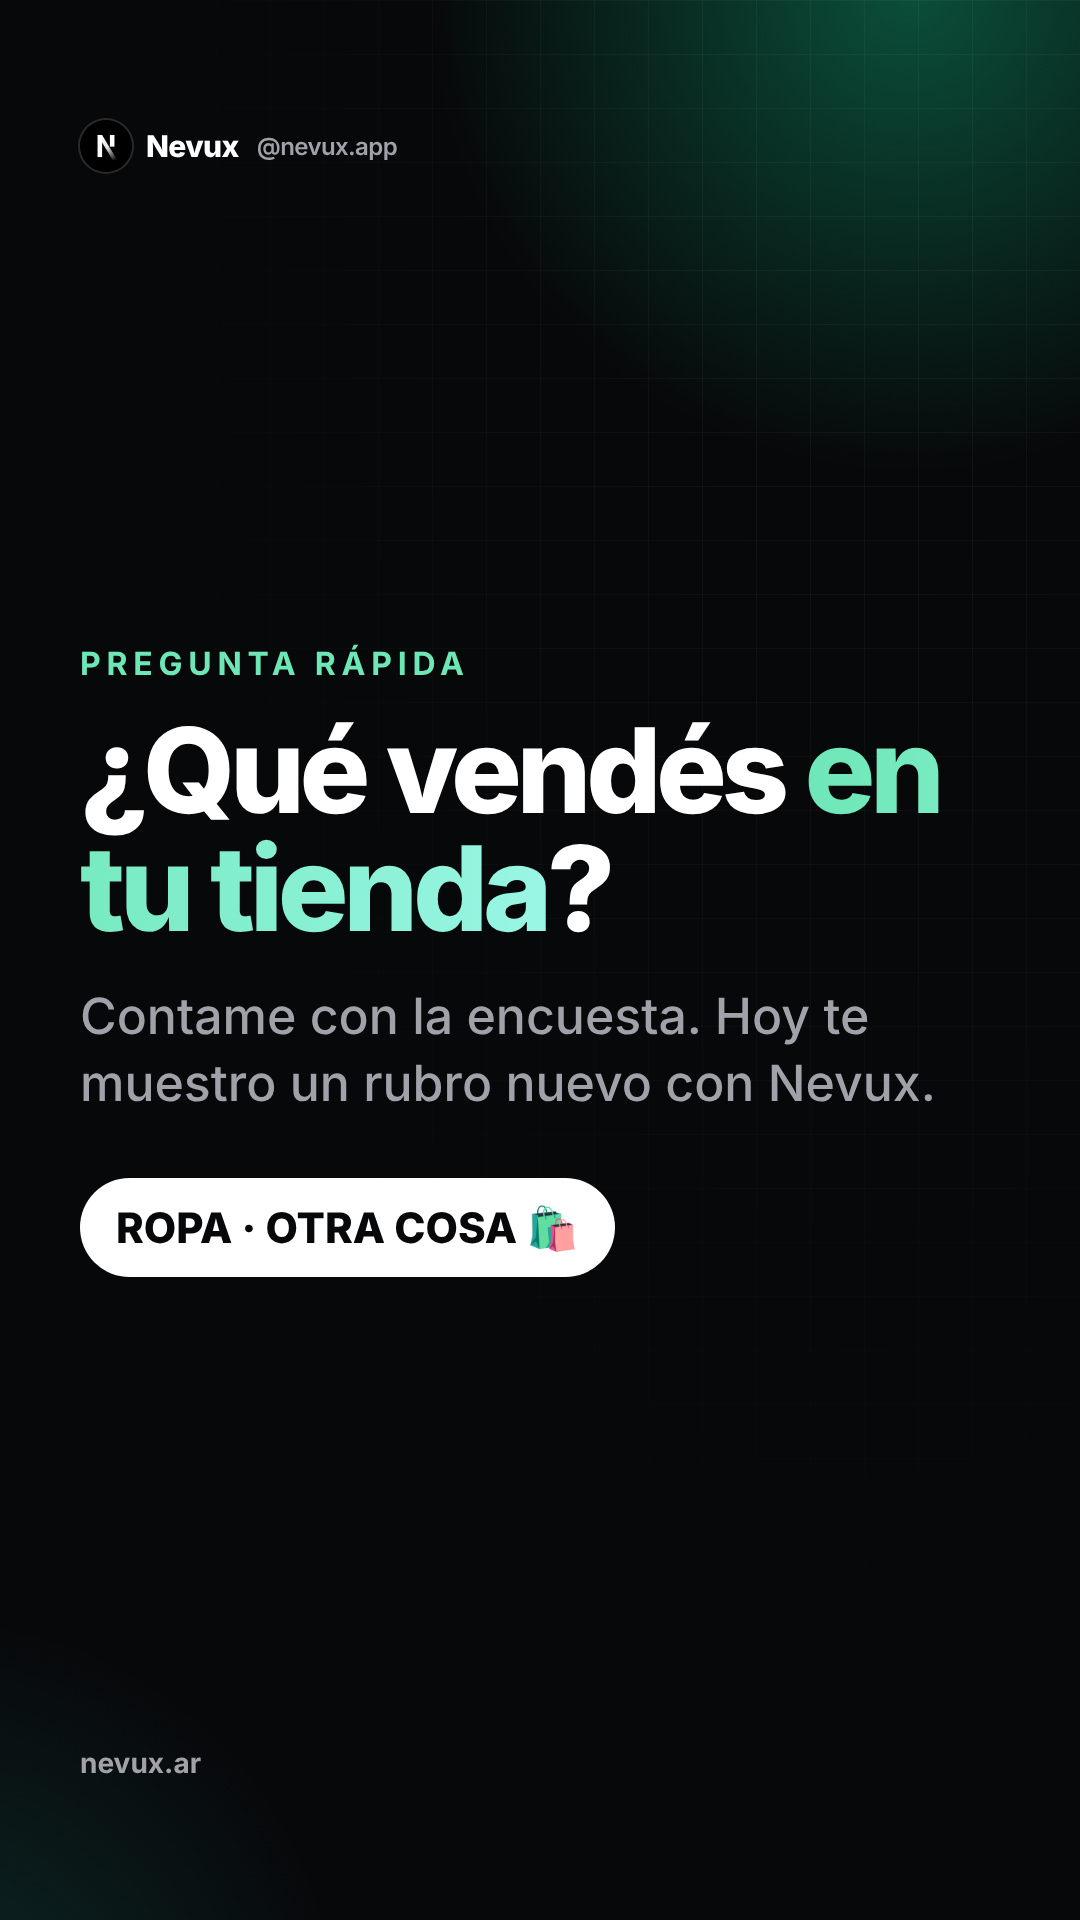 N Nevux @nevux.app
PREGUNTA RÁPIDA
¿Qué vendés en
tu tienda?
Contame con la encuesta. Hoy te
muestro un rubro nuevo con Nevux.
ROPA · OTRA COSA 🛍️
nevux.ar